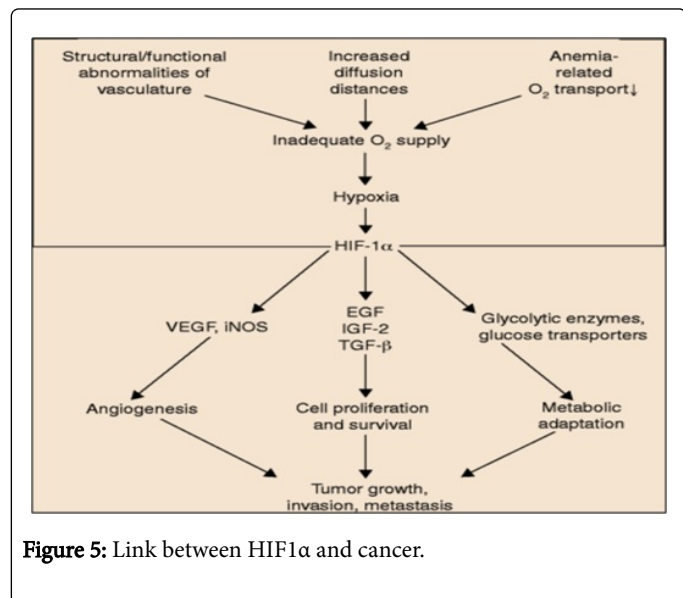 Structural/functional
abnormalities of
vasculature
Increased
diffusion
distances
Anemia-
related
O₂ transport↓
Inadequate O₂ supply
Hypoxia
HIF-1α
VEGF, iNOS
EGF
IGF-2
TGF-β
Glycolytic enzymes,
glucose transporters
Angiogenesis
Cell proliferation
and survival
Metabolic
adaptation
Tumor growth,
invasion, metastasis
Figure 5: Link between HIF1α and cancer.